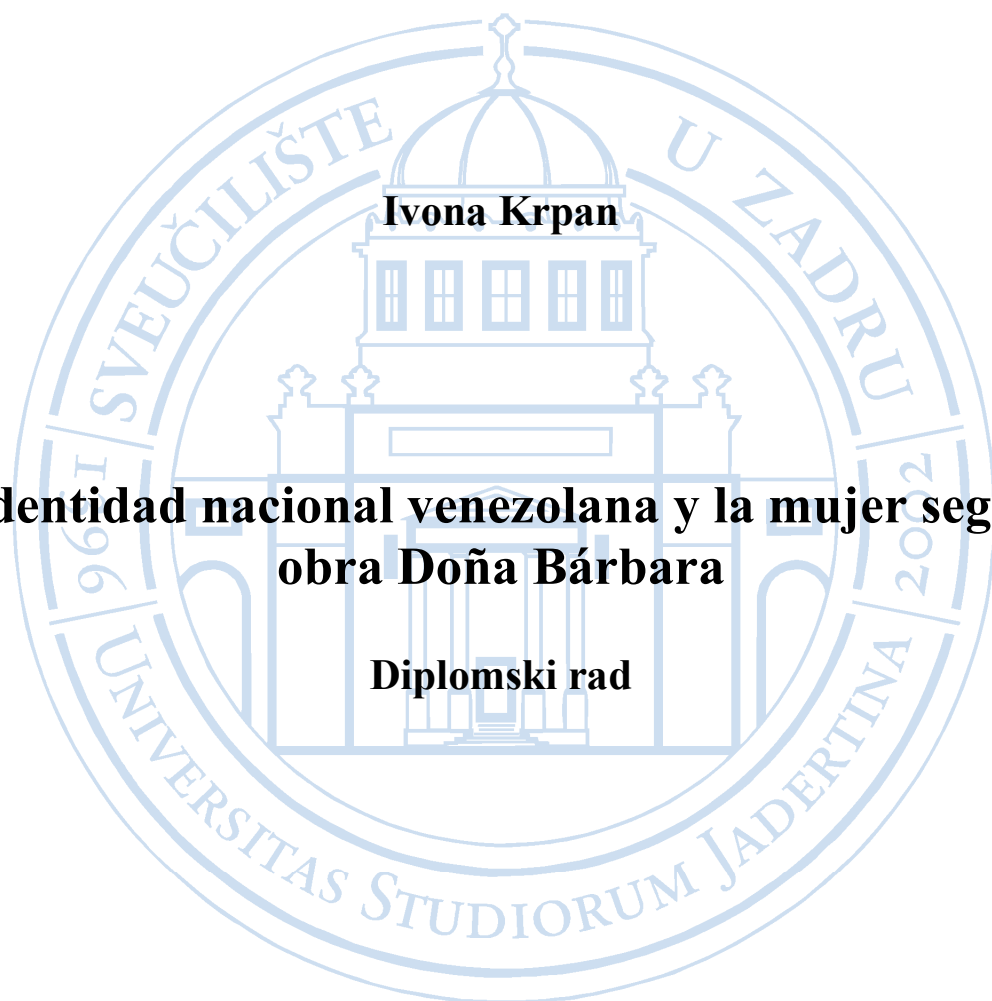 Ivona Krpan
dentidad nacional venezolana y la mujer seg
obra Doña Bárbara
Diplomski rad
SVEUČILIŠTE U ZADRU
1396 2002
UNIVERSITAS STUDIORUM JADERTINA